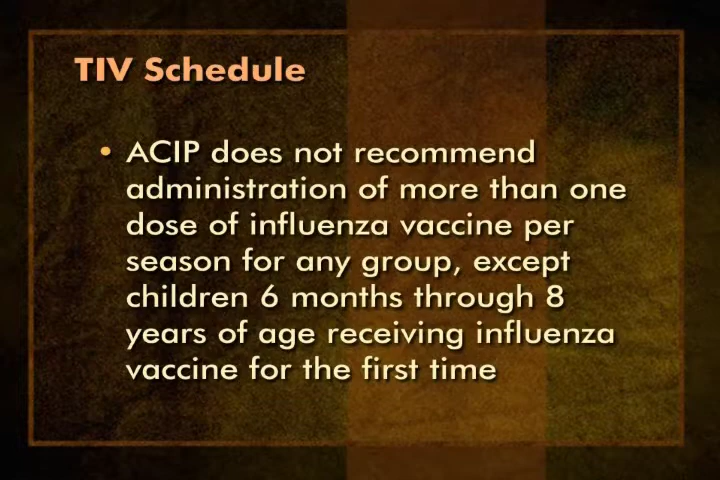 TIV Schedule
• ACIP does not recommend
administration of more than one
dose of influenza vaccine per
season for any group, except
children 6 months through 8
years of age receiving influenza
vaccine for the first time